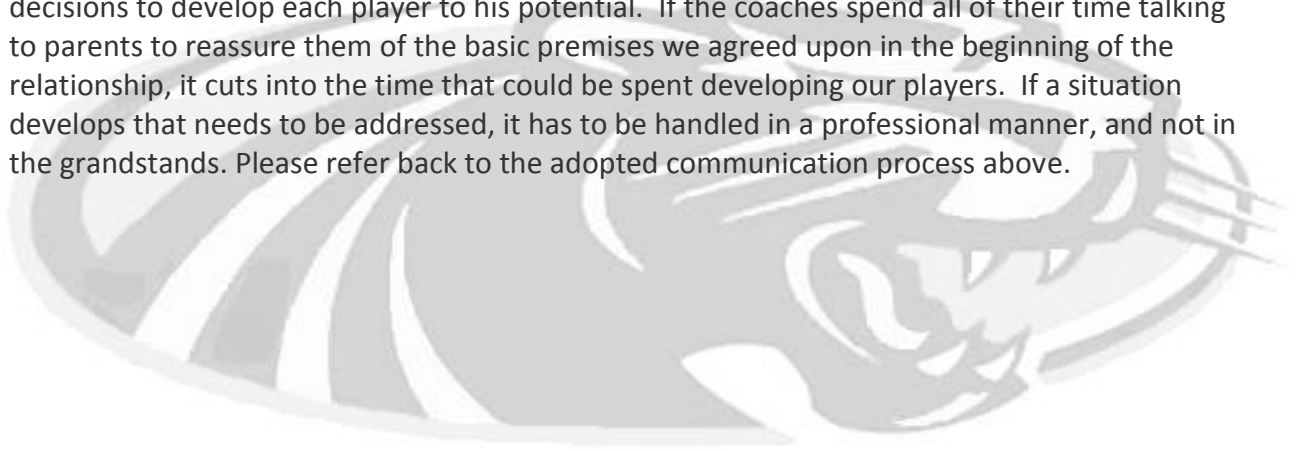 decisions to develop each player to his potential.  If the coaches spend all of their time talking
to parents to reassure them of the basic premises we agreed upon in the beginning of the
relationship, it cuts into the time that could be spent developing our players.  If a situation
develops that needs to be addressed, it has to be handled in a professional manner, and not in
the grandstands. Please refer back to the adopted communication process above.